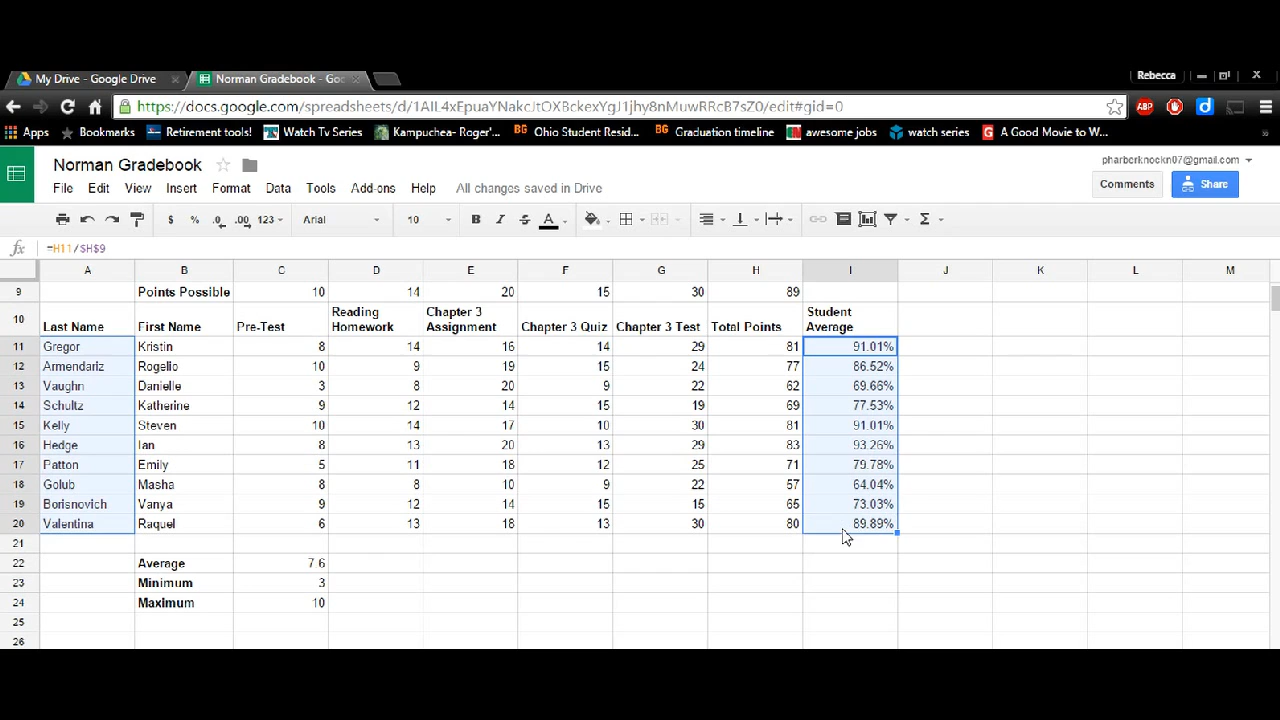 My Drive - Google Drive Norman Gradebook - Goo Rebecca
https://docs.google.com/spreadsheets/d/1AIL4xEpuaYNakcJtOXBckexYgJ1jhy8nMuwRRcB7sZ0/edit#gid=0 ABP d
Apps Bookmarks Retirement tools! Watch Tv Series Kampuchea- Roger'... BG Ohio Student Resid... BG Graduation timeline awesome jobs watch series G A Good Movie to W... »
Norman Gradebook pharborknockn07@gmail.com
File Edit View Insert Format Data Tools Add-ons Help All changes saved in Drive Comments Share
$ % .0 .00 123 Arial 10 B I S A Σ
fx =H11/$H$9
A B C D E F G H I J K L M
9 Points Possible 10 14 20 15 30 89
10 Last Name First Name Pre-Test Reading Homework Chapter 3 Assignment Chapter 3 Quiz Chapter 3 Test Total Points Student Average
11 Gregor Kristin 8 14 16 14 29 81 91.01%
12 Armendariz Rogelio 10 9 19 15 24 77 86.52%
13 Vaughn Danielle 3 8 20 9 22 62 69.66%
14 Schultz Katherine 9 12 14 15 19 69 77.53%
15 Kelly Steven 10 14 17 10 30 81 91.01%
16 Hedge Ian 8 13 20 13 29 83 93.26%
17 Patton Emily 5 11 18 12 25 71 79.78%
18 Golub Masha 8 8 10 9 22 57 64.04%
19 Borisnovich Vanya 9 12 14 15 15 65 73.03%
20 Valentina Raquel 6 13 18 13 30 80 89.89%
21
22 Average 7.6
23 Minimum 3
24 Maximum 10
25
26